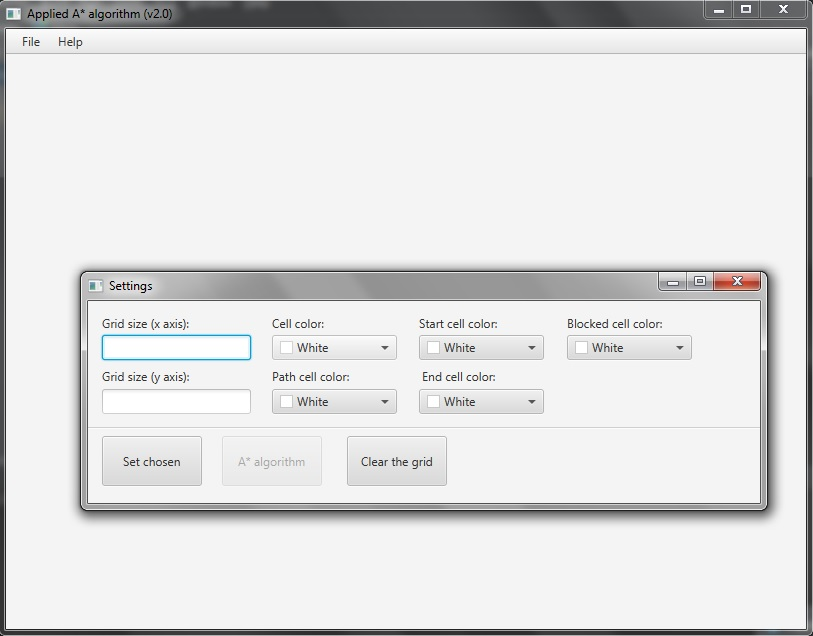 Applied A* algorithm (v2.0)
File Help
Settings
Grid size (x axis): Cell color: Start cell color: Blocked cell color:
White White White
Grid size (y axis): Path cell color: End cell color:
White White
Set chosen A* algorithm Clear the grid